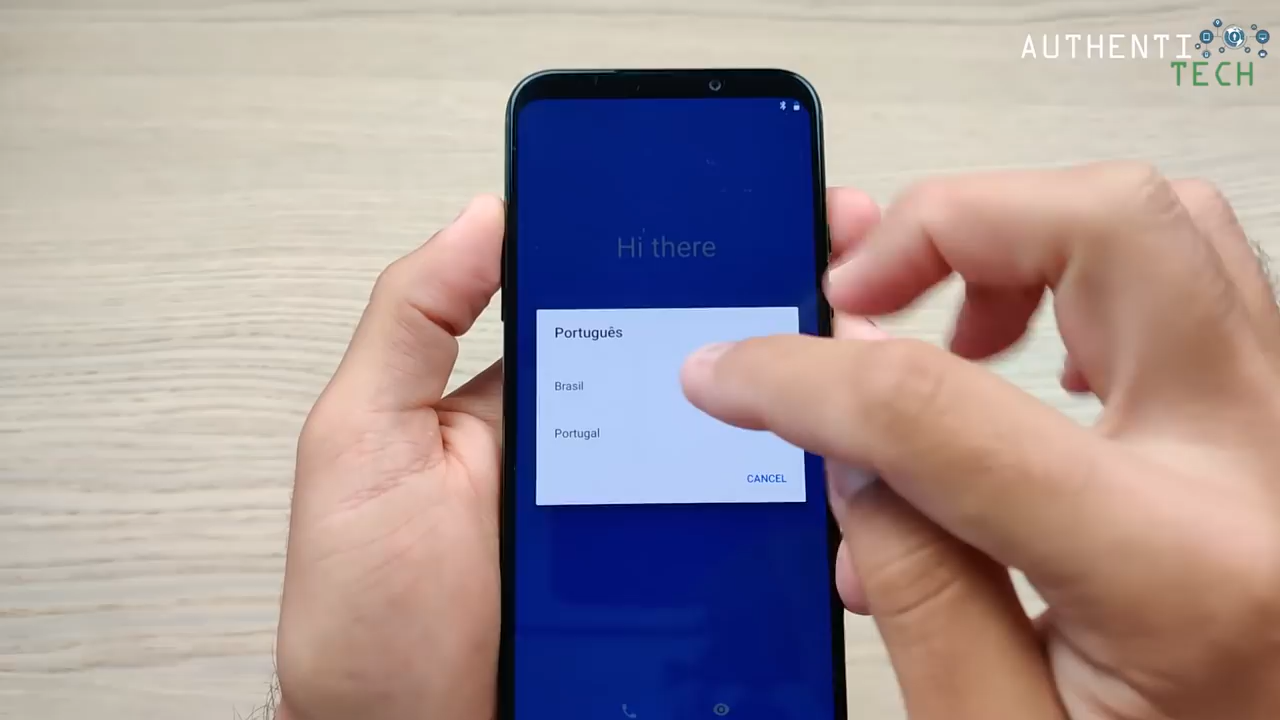 AUTHENTI
TECH
Hi there
Português
Brasil
Portugal
CANCEL